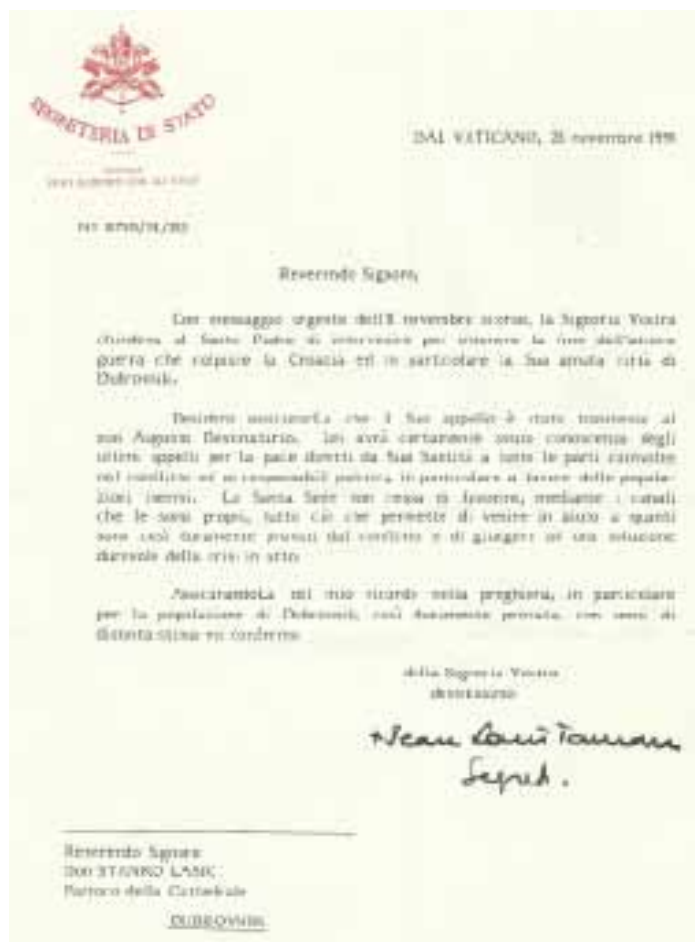 SEGRETERIA DI STATO
DAL VATICANO, 28 novembre
Reverendo Signore,
Con messaggio urgente dell'8 novembre scorso, la Signoria Vostra
chiedeva al Santo Padre di intervenire per ottenere la fine dell'atroce
guerra che colpisce la Croazia ed in particolare la Sua amata città di
Dubrovnik.
Desidero assicurarLa che il Suo appello è stato trasmesso al
suo Augusto Destinatario. Lei avrà certamente avuto conoscenza degli
ultimi appelli per la pace diretti da Sua Santità a tutte le parti coinvolte
nel conflitto ed ai responsabili politici, in particolare a favore delle popola-
zioni inermi. La Santa Sede non cessa di favorire, mediante i canali
che le sono propri, tutto ciò che permette di venire in aiuto a quanti
sono così duramente provati dal conflitto e di giungere ad una soluzione
durevole della crisi in atto.
AssicurandoLa del mio ricordo nella preghiera, in particolare
per la popolazione di Dubrovnik, così duramente provata, con sensi di
distinta stima mi confermo
della Signoria Vostra
devotissimo
+Jean Louis Tauran
Segret.
Reverendo Signore
Don STANKO LASIĆ
Parroco della Cattedrale
DUBROVNIK